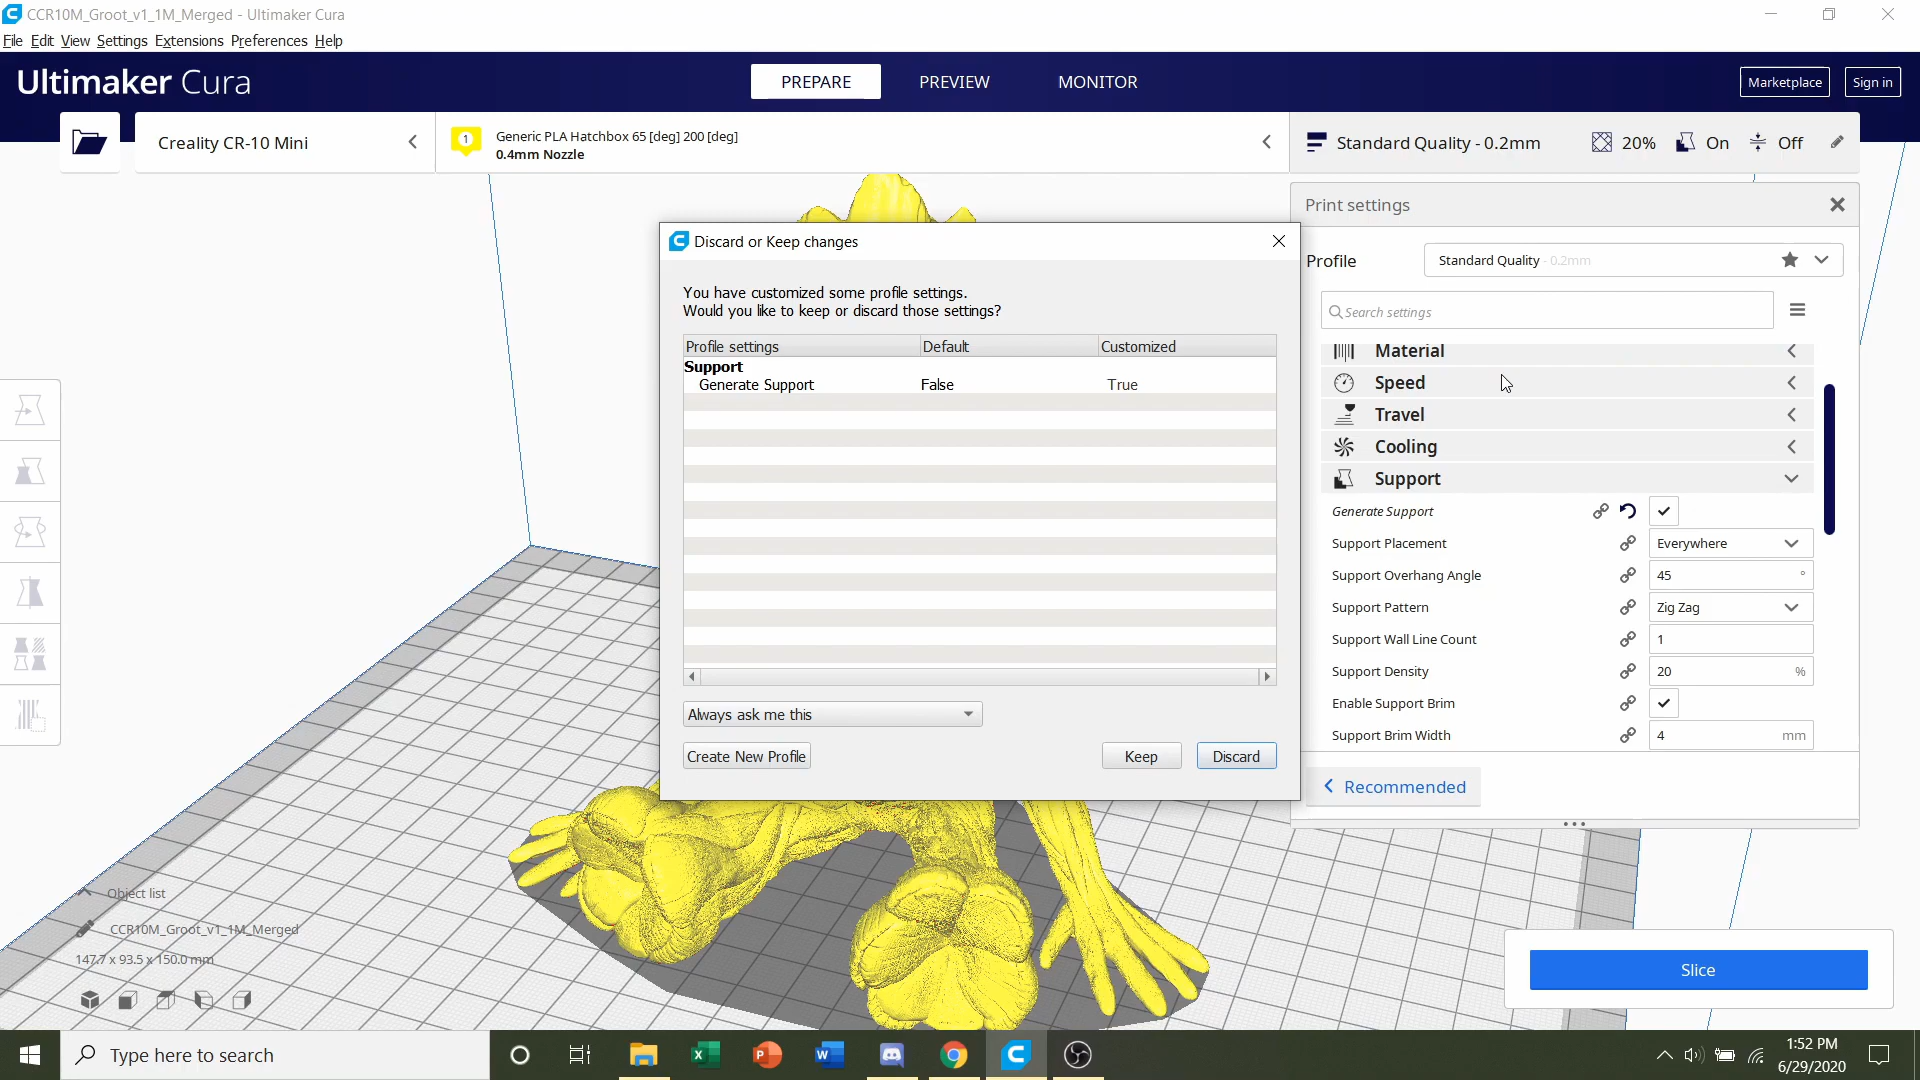 CCR10M_Groot_v1_1M_Merged - Ultimaker Cura
File Edit View Settings Extensions Preferences Help
Ultimaker Cura
PREPARE
PREVIEW
MONITOR
Marketplace
Sign in
Creality CR-10 Mini
1
Generic PLA Hatchbox 65 [deg] 200 [deg]
0.4mm Nozzle
Standard Quality - 0.2mm
20%
On
Off
Print settings
Profile
Standard Quality - 0.2mm
Search settings
Material
Speed
Travel
Cooling
Support
Generate Support
Support Placement
Everywhere
Support Overhang Angle
45 °
Support Pattern
Zig Zag
Support Wall Line Count
1
Support Density
20 %
Enable Support Brim
Support Brim Width
4 mm
Recommended
Discard or Keep changes
You have customized some profile settings.
Would you like to keep or discard those settings?
Profile settings Default Customized
Support
Generate Support False True
Always ask me this
Create New Profile
Keep
Discard
Object list
CCR10M_Groot_v1_1M_Merged
147.7 x 93.5 x 150.0 mm
Slice
Type here to search
1:52 PM
6/29/2020